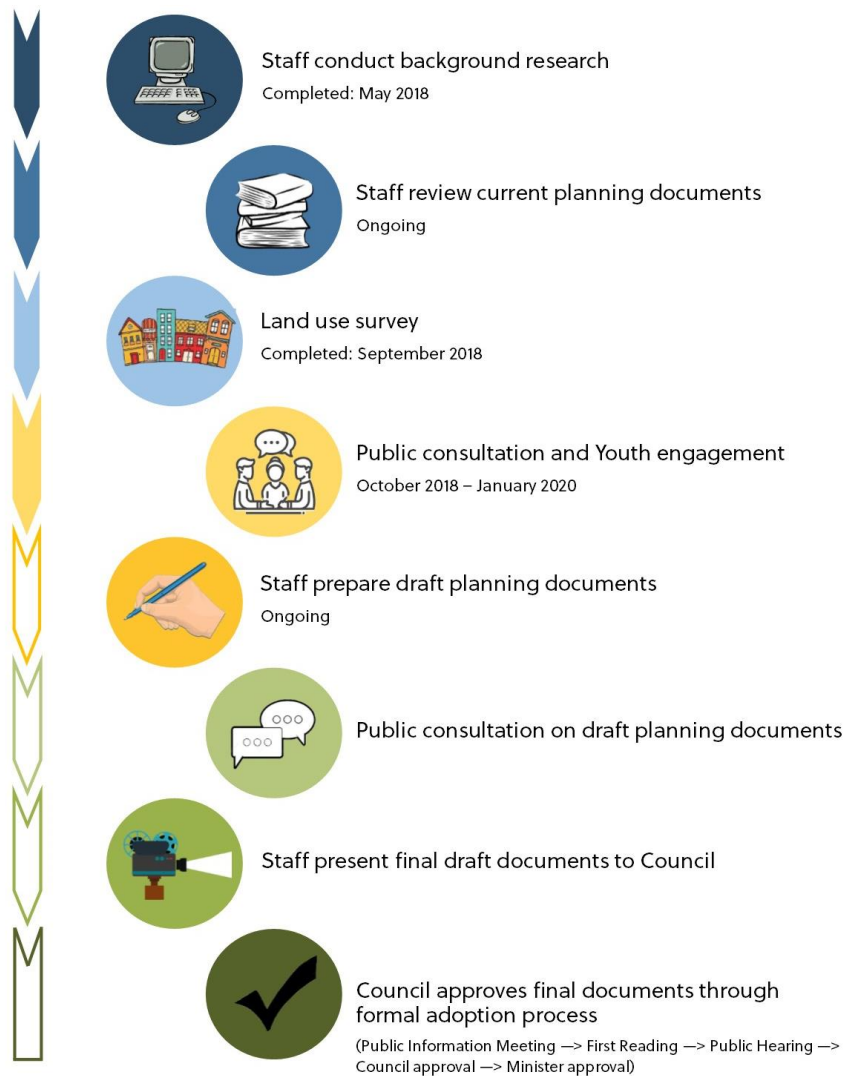 Staff conduct background research
Completed: May 2018
Staff review current planning documents
Ongoing
Land use survey
Completed: September 2018
Public consultation and Youth engagement
October 2018 – January 2020
Staff prepare draft planning documents
Ongoing
Public consultation on draft planning documents
Staff present final draft documents to Council
Council approves final documents through
formal adoption process
(Public Information Meeting —> First Reading —> Public Hearing —>
Council approval —> Minister approval)